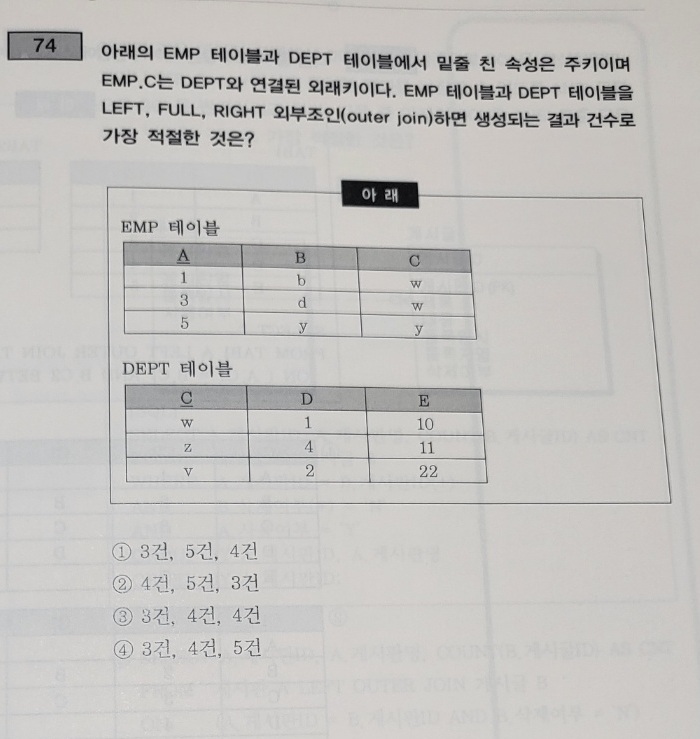 74
아래의 EMP 테이블과 DEPT 테이블에서 밑줄 친 속성은 주키이며
EMP.C는 DEPT와 연결된 외래키이다. EMP 테이블과 DEPT 테이블을
LEFT, FULL, RIGHT 외부조인(outer join)하면 생성되는 결과 건수로
가장 적절한 것은?
아 래
EMP 테이블
A B C
1 b w
3 d w
5 y y
DEPT 테이블
C D E
w 1 10
z 4 11
v 2 22
① 3건, 5건, 4건
② 4건, 5건, 3건
③ 3건, 4건, 4건
④ 3건, 4건, 5건